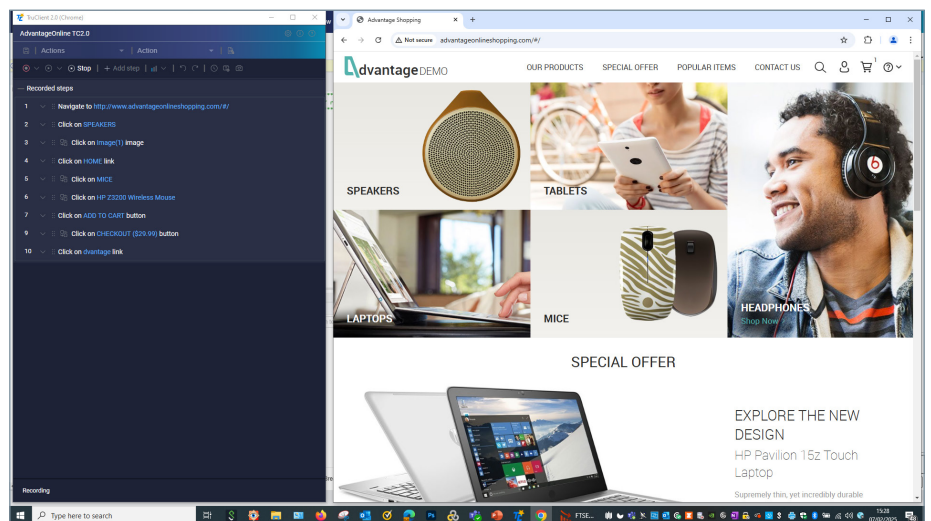 TruClient 2.0 (Chrome)
AdvantageOnline TC2.0
Actions
Action
Stop
Add step
Recorded steps
1 Navigate to http://www.advantageonlineshopping.com/#/
2 Click on SPEAKERS
3 Click on Image(1) image
4 Click on HOME link
5 Click on MICE
6 Click on HP Z3200 Wireless Mouse
7 Click on ADD TO CART button
9 Click on CHECKOUT ($29.99) button
10 Click on dvantage link
Recording
Advantage Shopping
Not secure advantageonlineshopping.com/#/
dvantage DEMO
OUR PRODUCTS SPECIAL OFFER POPULAR ITEMS CONTACT US
1
SPEAKERS
TABLETS
LAPTOPS
MICE
HEADPHONES
Shop Now
SPECIAL OFFER
EXPLORE THE NEW
DESIGN
HP Pavilion 15z Touch
Laptop
Supremely thin, yet incredibly durable
Type here to search
FTSE...
15:28
07/02/2025